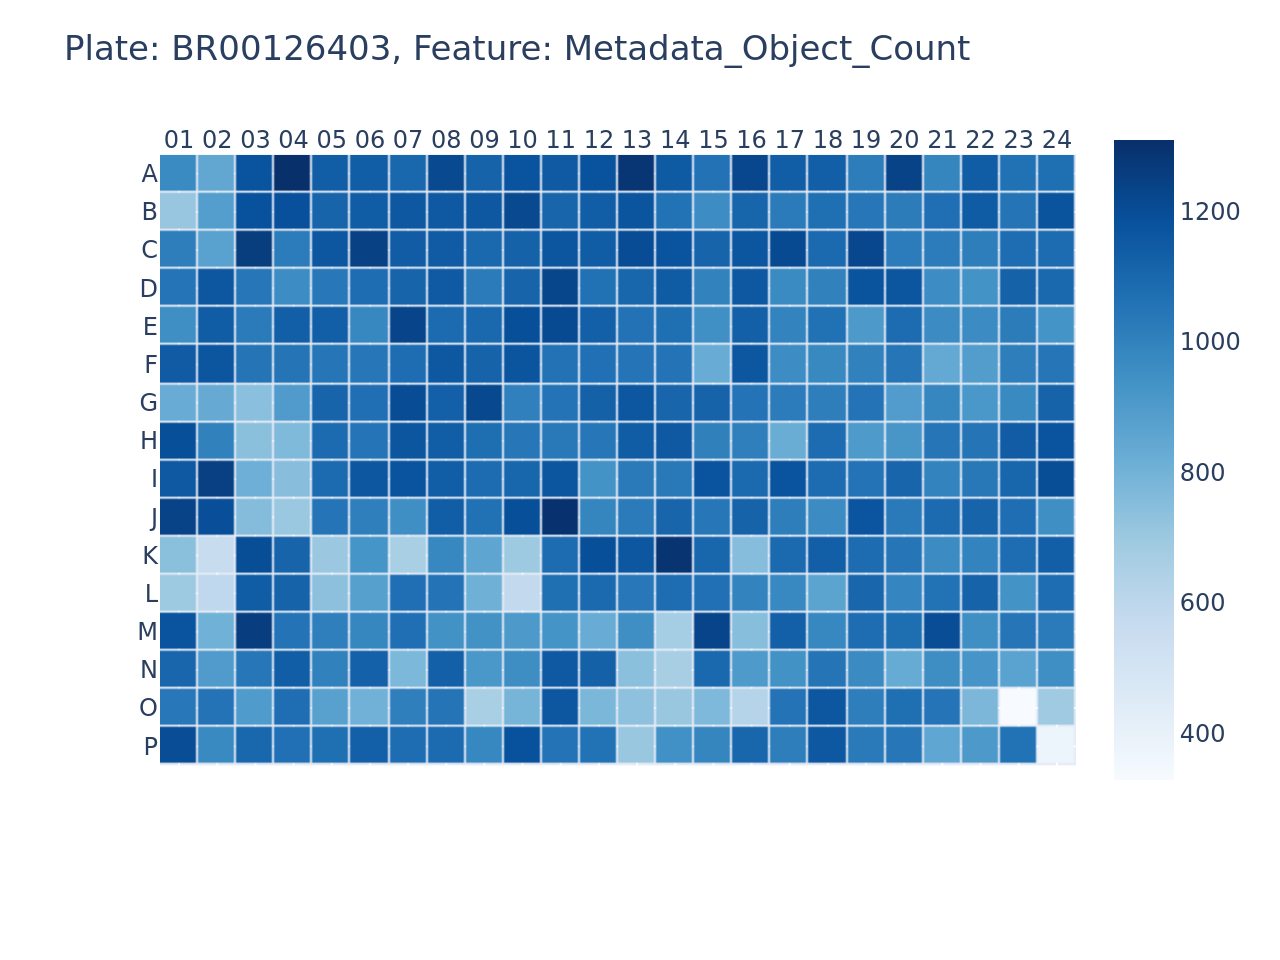 Plate: BR00126403, Feature: Metadata_Object_Count
01 02 03 04 05 06 07 08 09 10 11 12 13 14 15 16 17 18 19 20 21 22 23 24
A
B
C
D
E
F
G
H
I
J
K
L
M
N
O
P
1200
1000
800
600
400